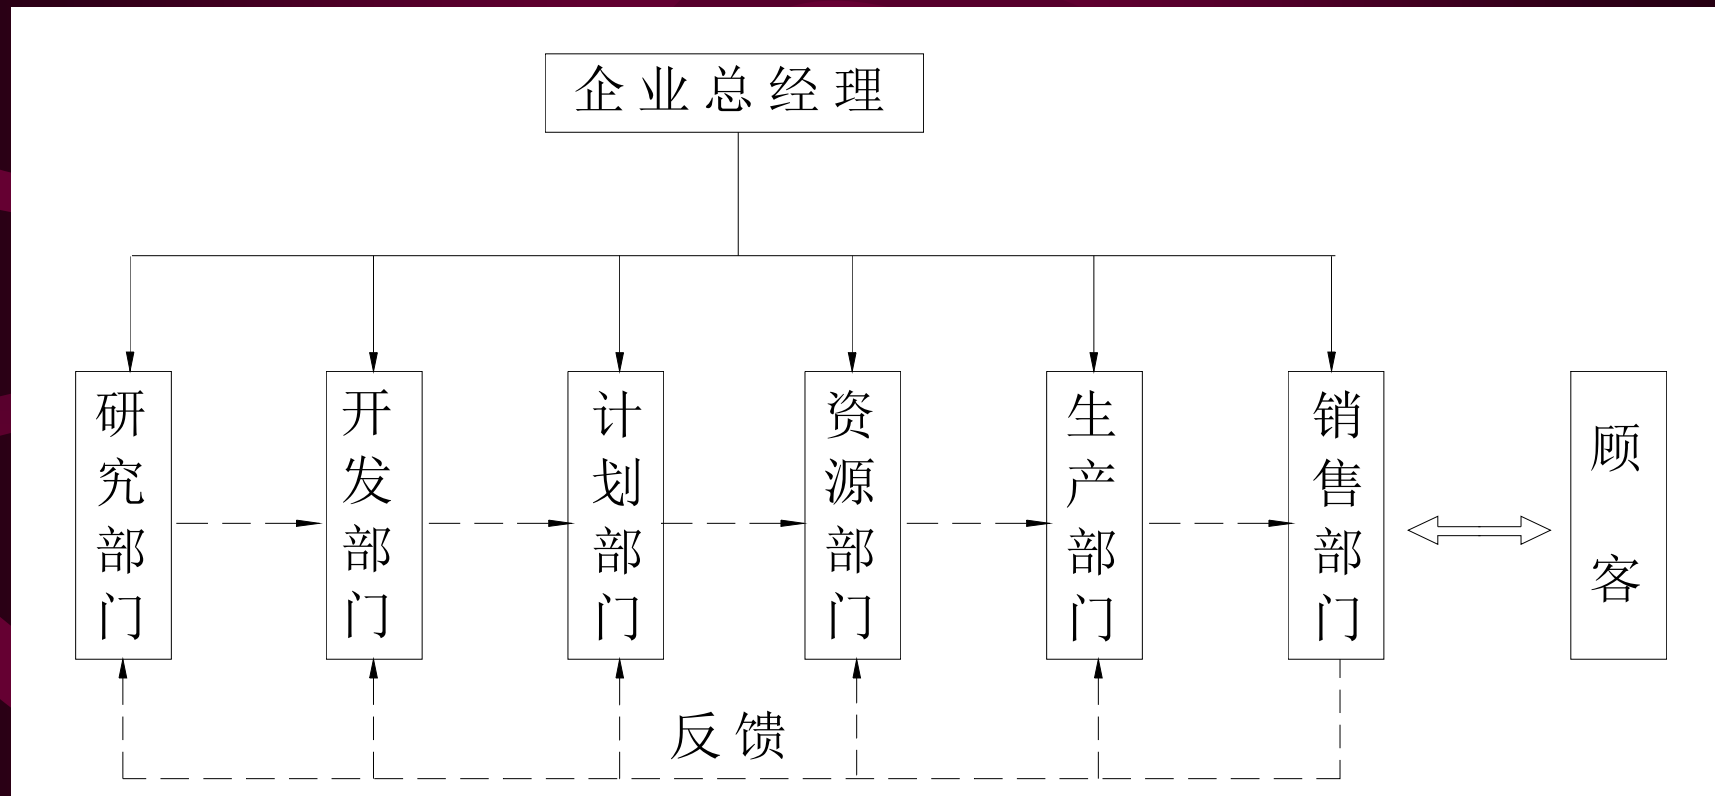 企业总经理
研究部门
开发部门
计划部门
资源部门
生产部门
销售部门
顾客
反馈